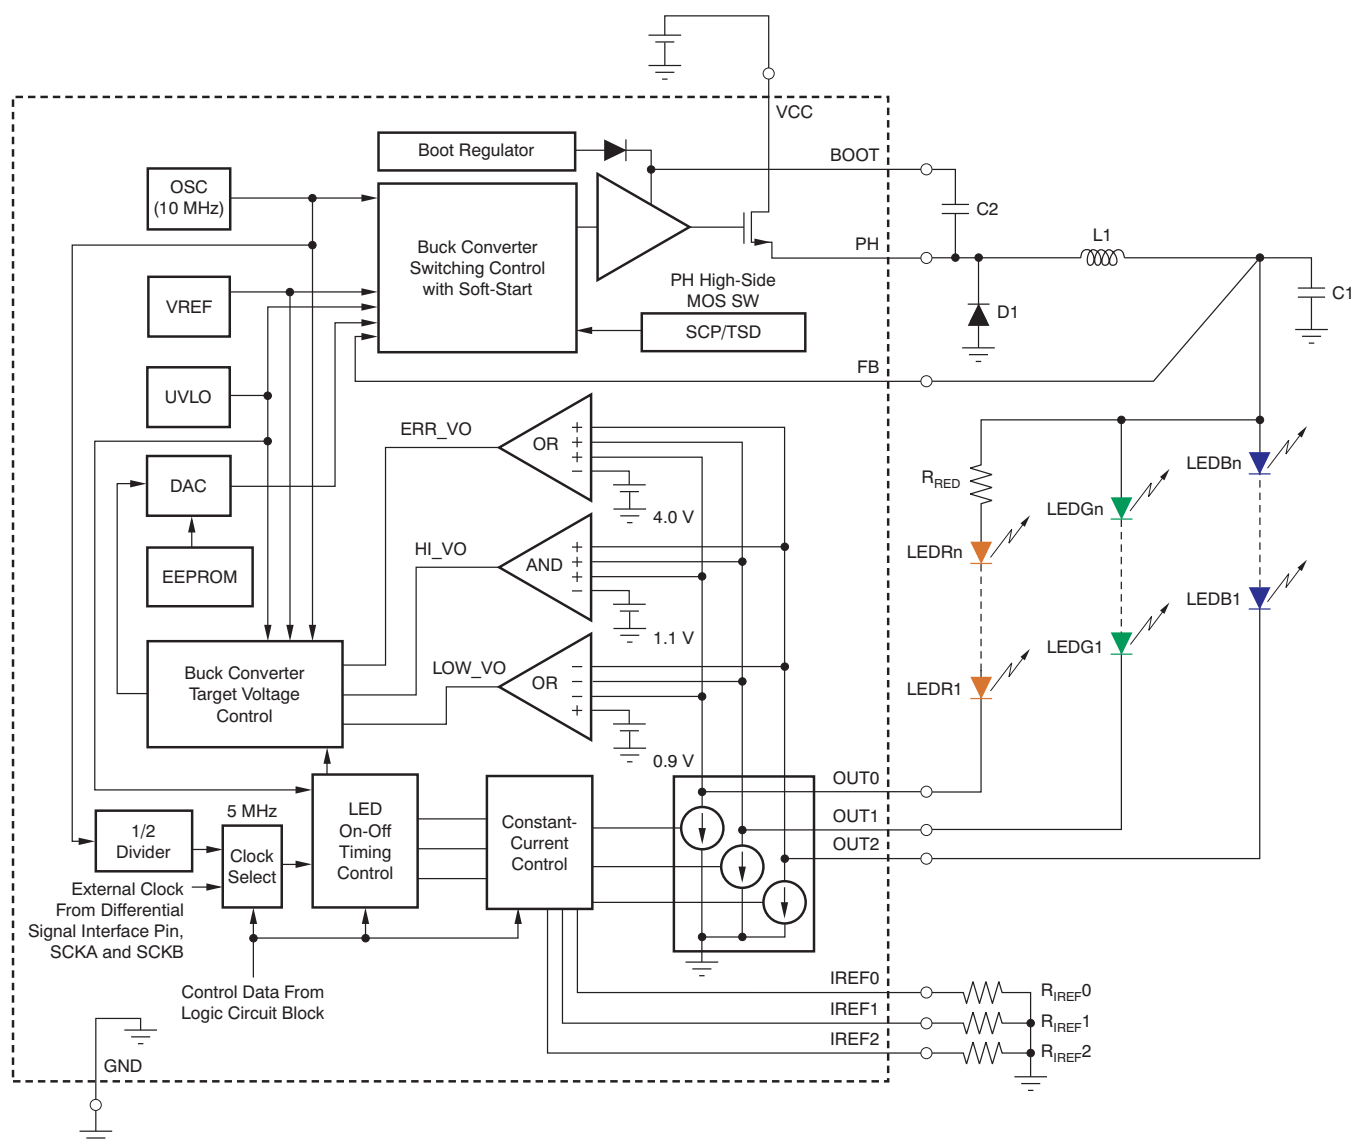 VCC
Boot Regulator
BOOT
OSC
(10 MHz)
C2
Buck Converter
Switching Control
with Soft-Start
PH
L1
PH High-Side
MOS SW
VREF
C1
D1
SCP/TSD
FB
UVLO
ERR_VO
OR
+
+
+
–
LEDBn
DAC
R_RED
4.0 V
LEDGn
HI_VO
AND
+
+
+
–
LEDRn
EEPROM
LEDB1
1.1 V
LEDG1
LOW_VO
OR
–
–
–
+
Buck Converter
Target Voltage
Control
LEDR1
0.9 V
OUT0
5 MHz
LED
On-Off
Timing
Control
Constant-
Current
Control
OUT1
1/2
Divider
OUT2
Clock
Select
External Clock
From Differential
Signal Interface Pin,
SCKA and SCKB
IREF0
R_IREF0
Control Data From
Logic Circuit Block
IREF1
R_IREF1
IREF2
R_IREF2
GND